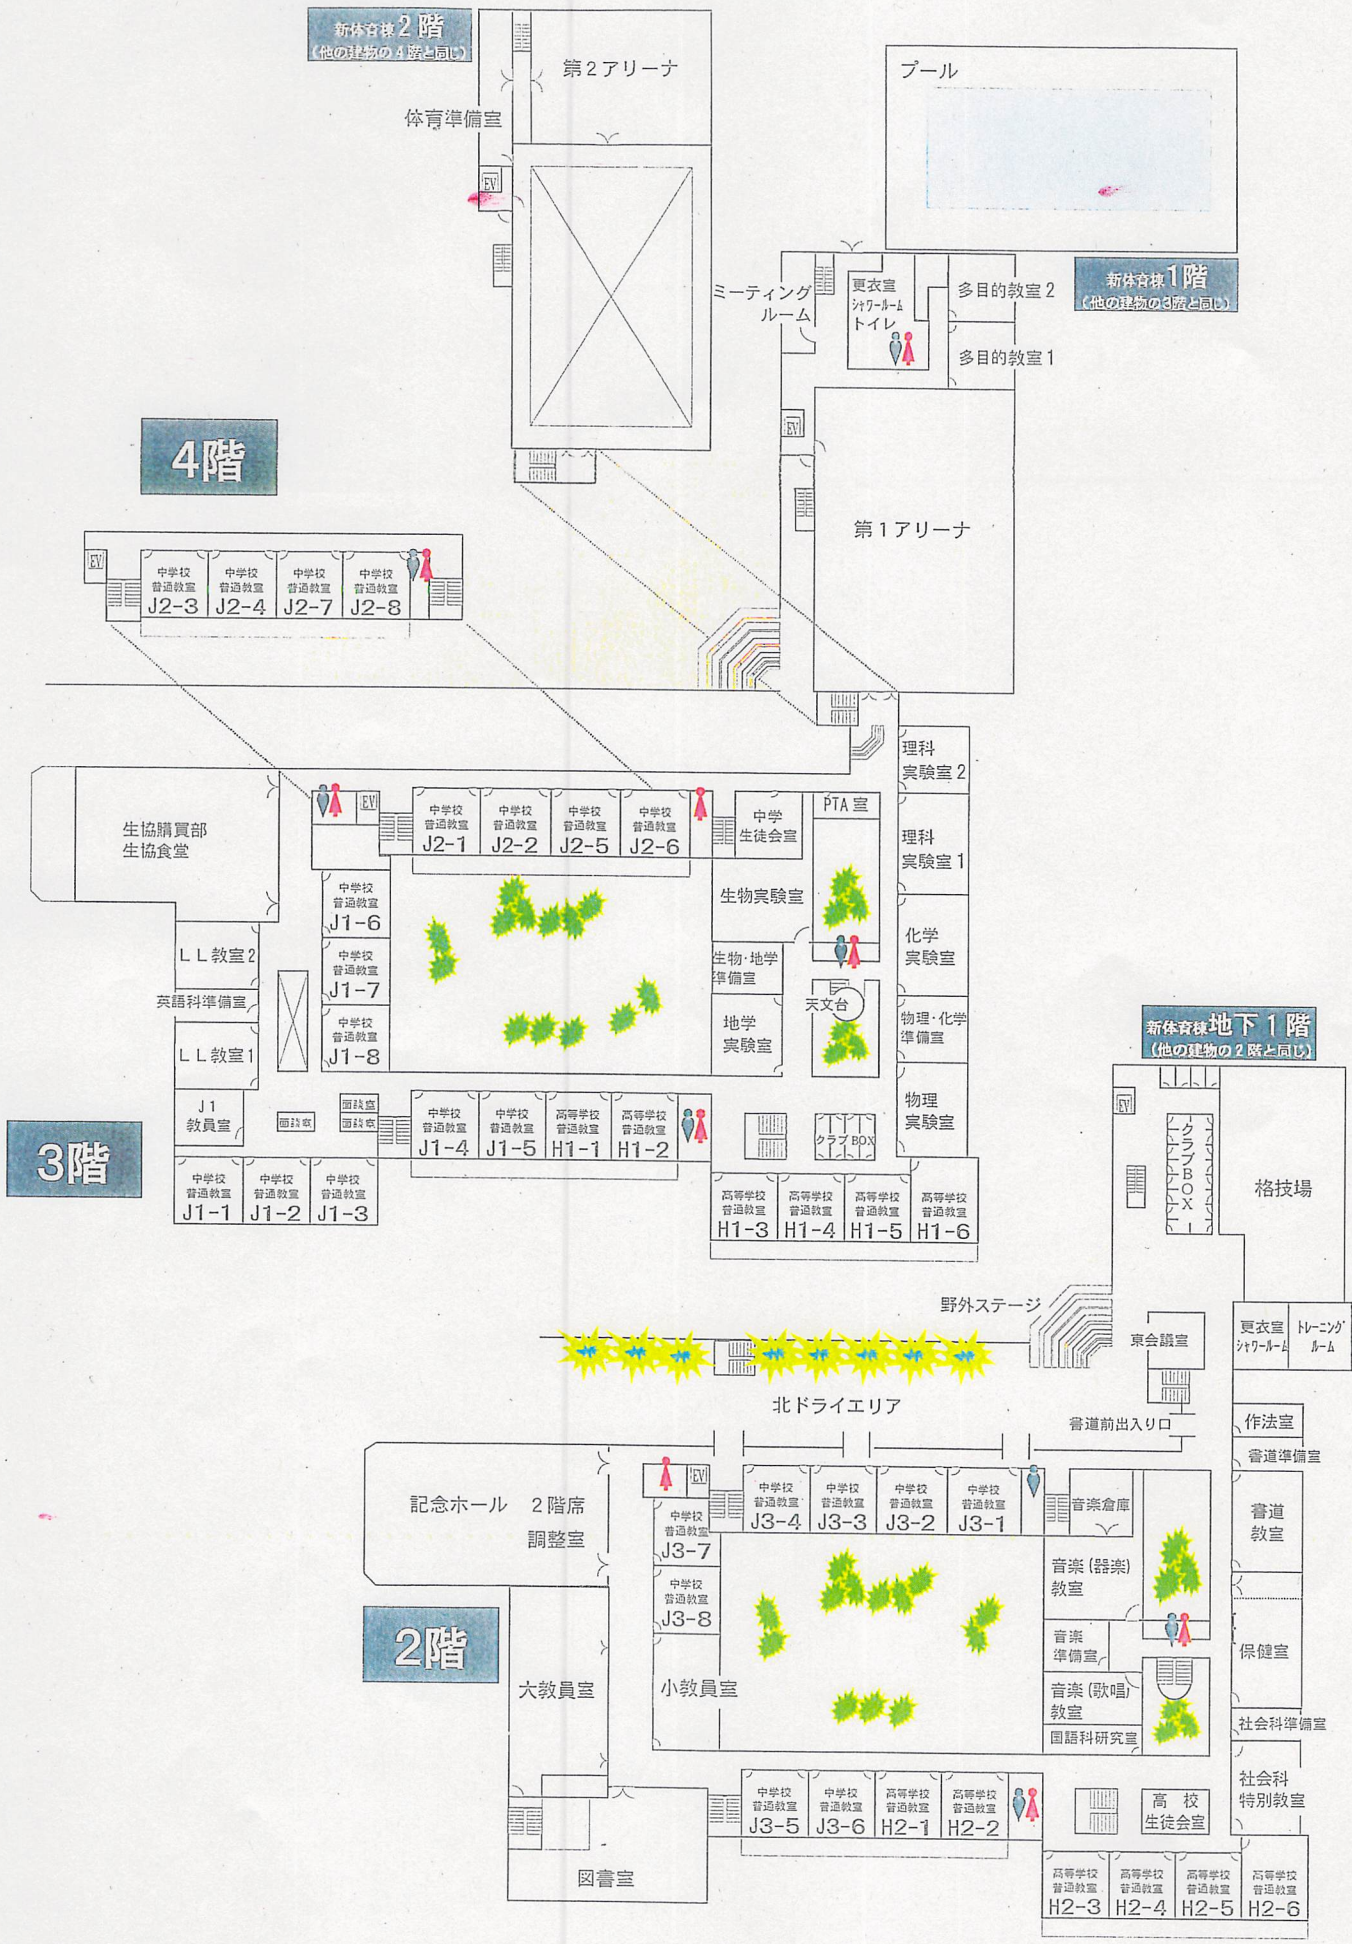 新体育棟2階
(他の建物の4階と同じ)
第2アリーナ
体育準備室
EV
プール
新体育棟1階
(他の建物の3階と同じ)
ミーティング
ルーム
更衣室
シャワールーム
トイレ
多目的教室2
多目的教室1
EV
第1アリーナ
4階
EV
中学校
普通教室
J2-3
中学校
普通教室
J2-4
中学校
普通教室
J2-7
中学校
普通教室
J2-8
3階
生協購買部
生協食堂
EV
中学校
普通教室
J2-1
中学校
普通教室
J2-2
中学校
普通教室
J2-5
中学校
普通教室
J2-6
中学
生徒会室
PTA室
理科
実験室2
理科
実験室1
中学校
普通教室
J1-6
生物実験室
LL教室2
化学
実験室
中学校
普通教室
J1-7
生物・地学
準備室
英語科準備室
天文台
中学校
普通教室
J1-8
地学
実験室
物理・化学
準備室
LL教室1
J1
教員室
面談室
面談室
面談室
中学校
普通教室
J1-4
中学校
普通教室
J1-5
高等学校
普通教室
H1-1
高等学校
普通教室
H1-2
クラブBOX
物理
実験室
中学校
普通教室
J1-1
中学校
普通教室
J1-2
中学校
普通教室
J1-3
高等学校
普通教室
H1-3
高等学校
普通教室
H1-4
高等学校
普通教室
H1-5
高等学校
普通教室
H1-6
新体育棟地下1階
(他の建物の2階と同じ)
EV
クラブBOX
格技場
野外ステージ
東会議室
更衣室
シャワールーム
トレーニング
ルーム
北ドライエリア
書道前出入り口
作法室
書道準備室
2階
記念ホール 2階席
調整室
EV
中学校
普通教室
J3-4
中学校
普通教室
J3-3
中学校
普通教室
J3-2
中学校
普通教室
J3-1
音楽倉庫
書道
教室
中学校
普通教室
J3-7
中学校
普通教室
J3-8
音楽(器楽)
教室
音楽
準備室
保健室
大教員室
小教員室
音楽(歌唱)
教室
国語科研究室
社会科準備室
社会科
特別教室
中学校
普通教室
J3-5
中学校
普通教室
J3-6
高等学校
普通教室
H2-1
高等学校
普通教室
H2-2
高校
生徒会室
図書室
高等学校
普通教室
H2-3
高等学校
普通教室
H2-4
高等学校
普通教室
H2-5
高等学校
普通教室
H2-6